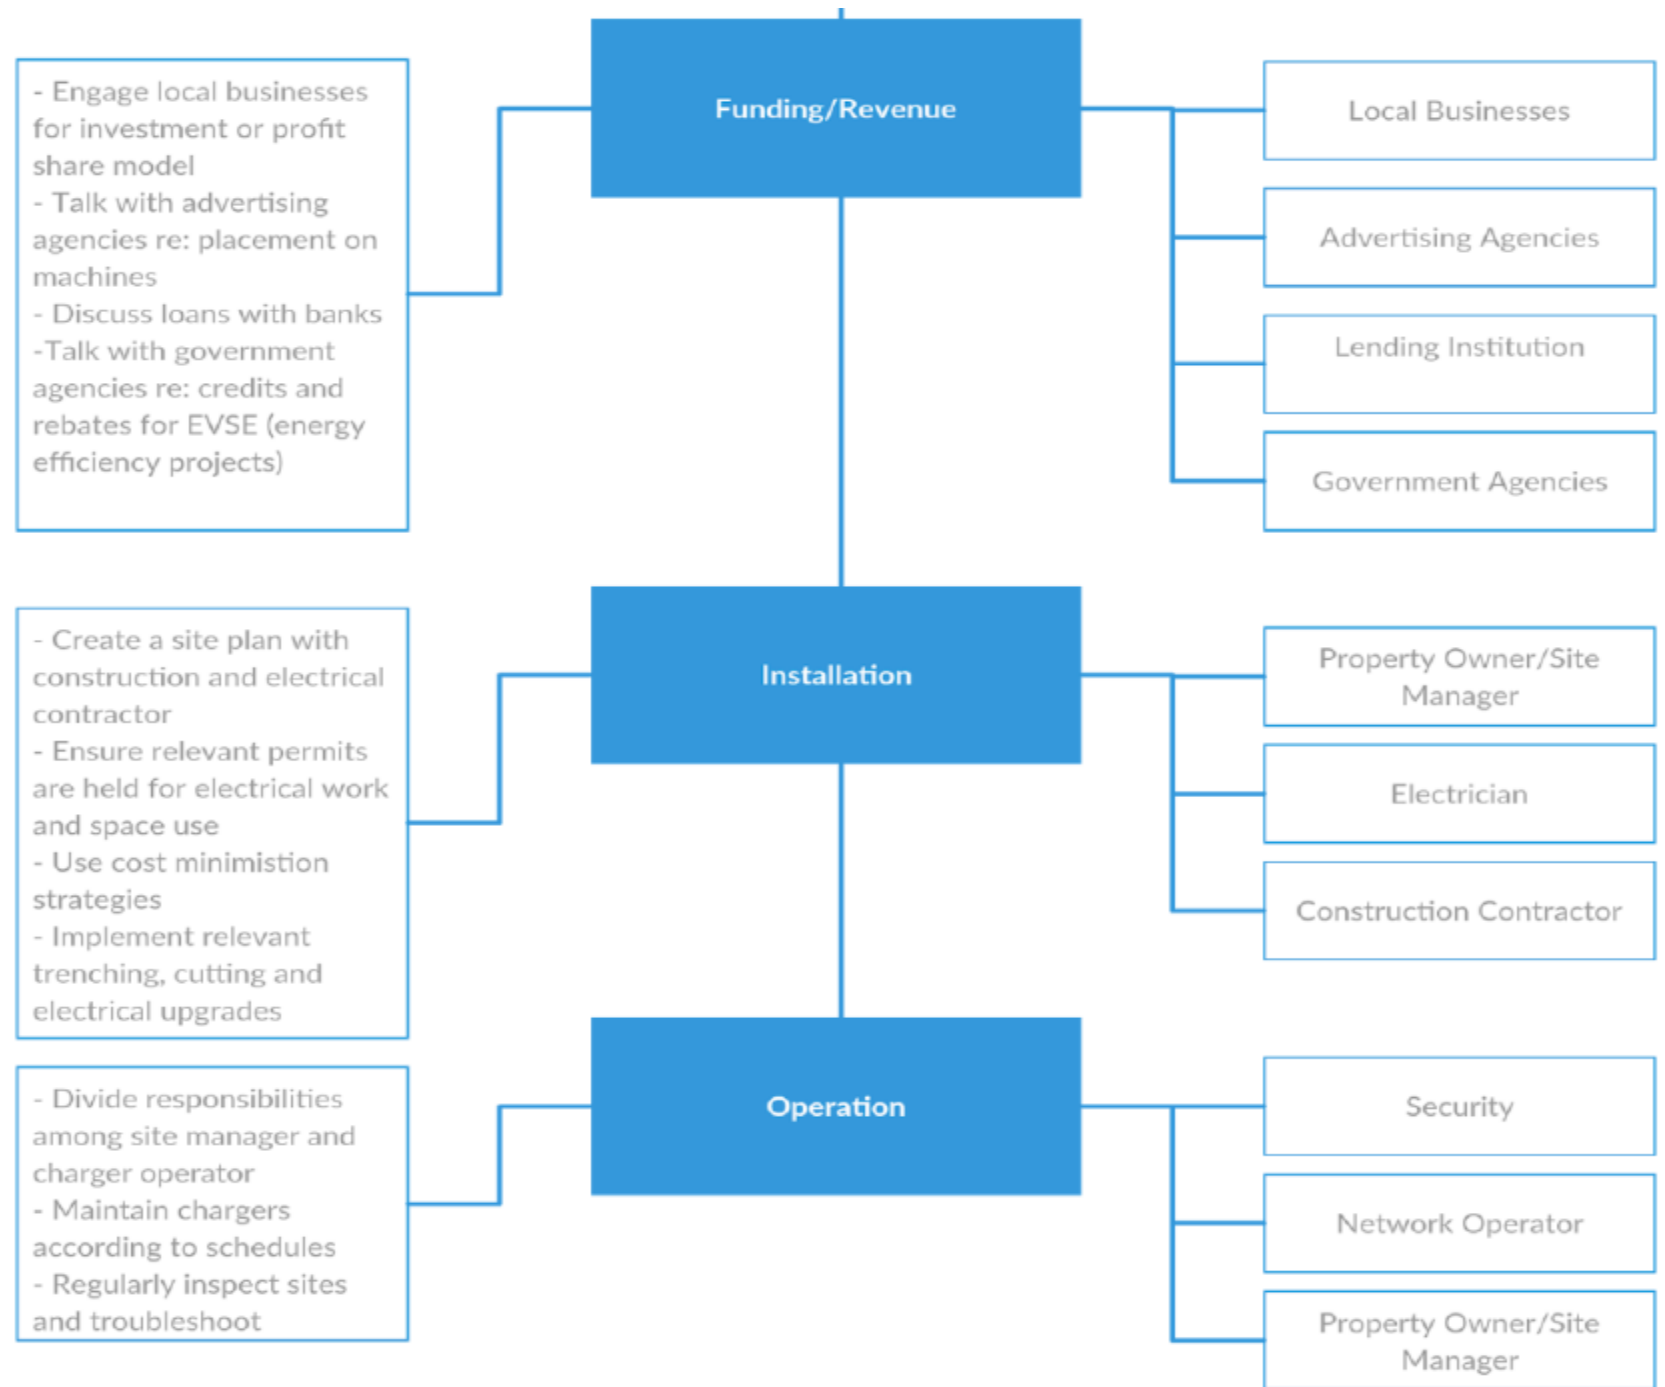 - Engage local businesses
for investment or profit
share model
- Talk with advertising
agencies re: placement on
machines
- Discuss loans with banks
-Talk with government
agencies re: credits and
rebates for EVSE (energy
efficiency projects)
Funding/Revenue
Local Businesses
Advertising Agencies
Lending Institution
Government Agencies
- Create a site plan with
construction and electrical
contractor
- Ensure relevant permits
are held for electrical work
and space use
- Use cost minimistion
strategies
- Implement relevant
trenching, cutting and
electrical upgrades
Installation
Property Owner/Site
Manager
Electrician
Construction Contractor
- Divide responsibilities
among site manager and
charger operator
- Maintain chargers
according to schedules
- Regularly inspect sites
and troubleshoot
Operation
Security
Network Operator
Property Owner/Site
Manager